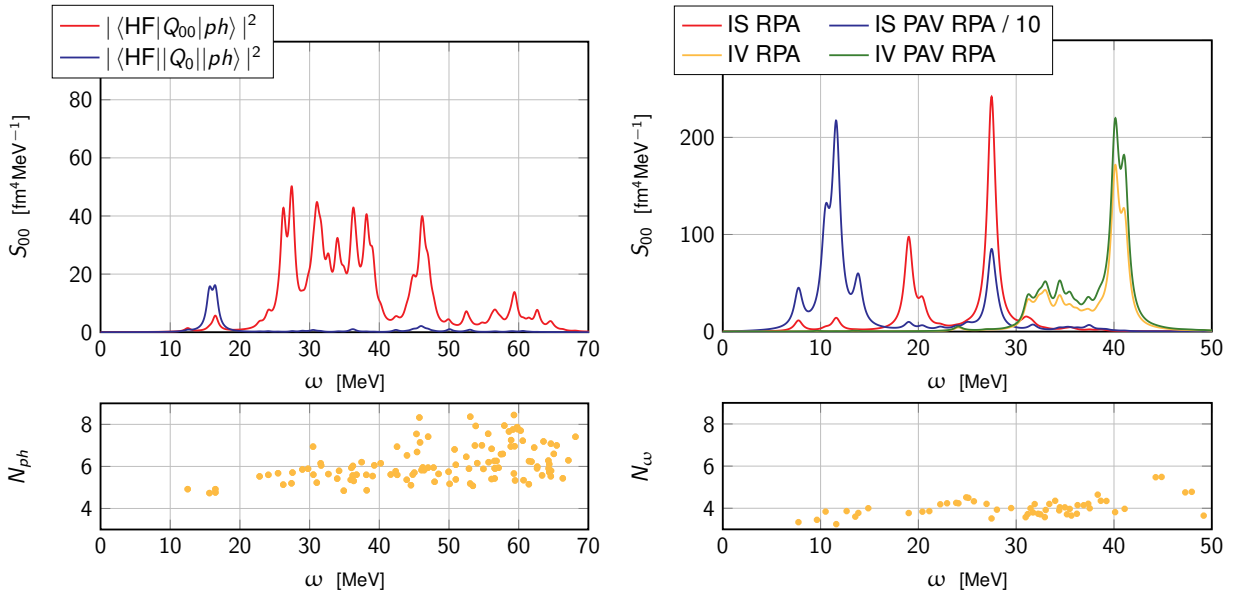 | ⟨HF|Q₀₀|ph⟩ |²
| ⟨HF||Q₀||ph⟩ |²
80
60
40
20
0
S₀₀ [fm⁴MeV⁻¹]
0 10 20 30 40 50 60 70
ω [MeV]
8
6
4
N_ph
0 10 20 30 40 50 60 70
ω [MeV]
IS RPA IS PAV RPA / 10
IV RPA IV PAV RPA
200
100
0
S₀₀ [fm⁴MeV⁻¹]
0 10 20 30 40 50
ω [MeV]
8
6
4
N_ω
0 10 20 30 40 50
ω [MeV]